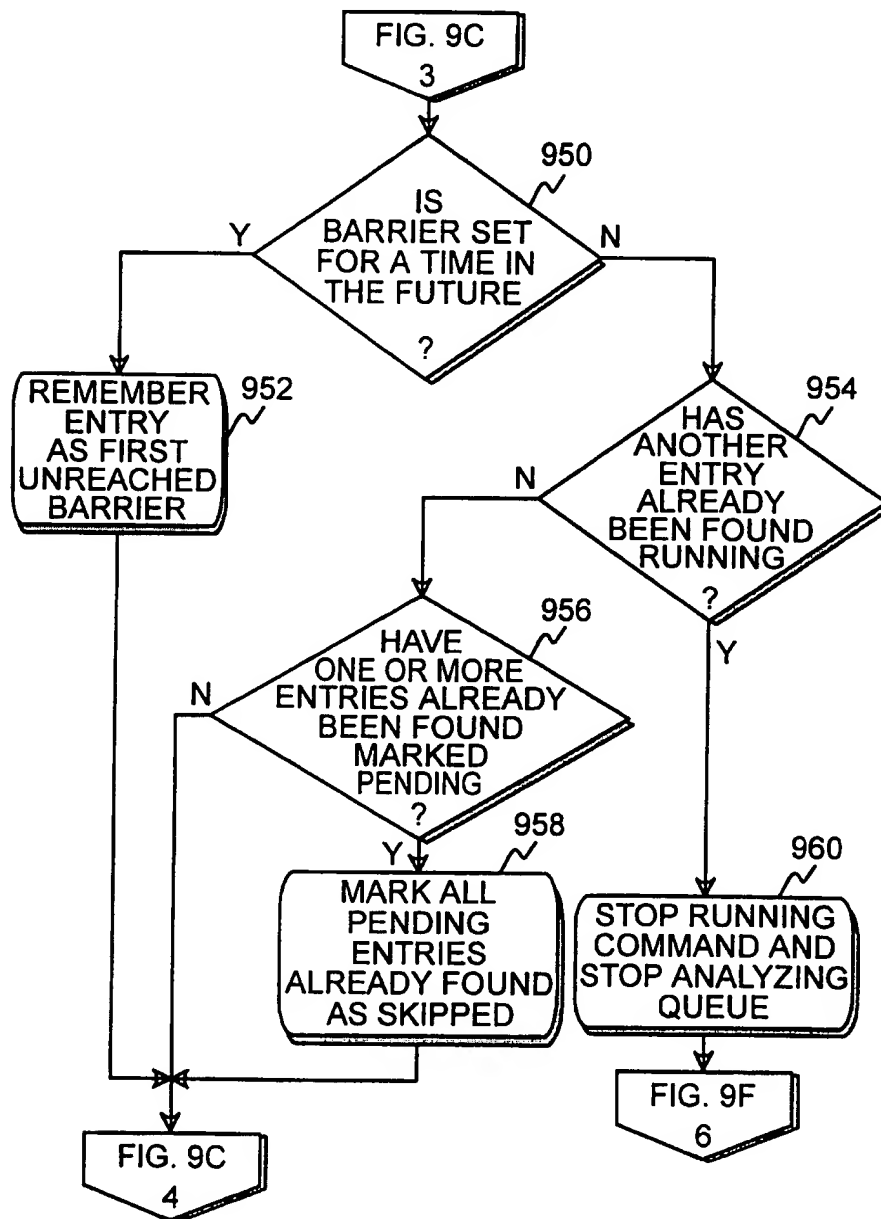 FIG. 9C
3
950
IS
BARRIER SET
FOR A TIME IN
THE FUTURE
?
Y
N
REMEMBER
ENTRY
AS FIRST
UNREACHED
BARRIER
952
954
HAS
ANOTHER
ENTRY
ALREADY
BEEN FOUND
RUNNING
?
N
Y
956
HAVE
ONE OR MORE
ENTRIES ALREADY
BEEN FOUND
MARKED
PENDING
?
N
Y
958
MARK ALL
PENDING
ENTRIES
ALREADY FOUND
AS SKIPPED
960
STOP RUNNING
COMMAND AND
STOP ANALYZING
QUEUE
FIG. 9F
6
FIG. 9C
4